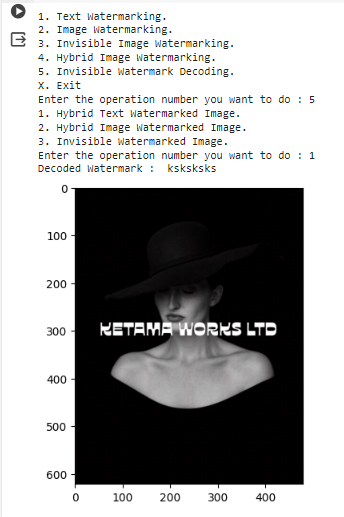 1. Text Watermarking.
2. Image Watermarking.
3. Invisible Image Watermarking.
4. Hybrid Image Watermarking.
5. Invisible Watermark Decoding.
X. Exit
Enter the operation number you want to do : 5
1. Hybrid Text Watermarked Image.
2. Hybrid Image Watermarked Image.
3. Invisible Watermarked Image.
Enter the operation number you want to do : 1
Decoded Watermark :  ksksksks
0
100
200
300
KETAMA WORKS LTD
400
500
600
0 100 200 300 400